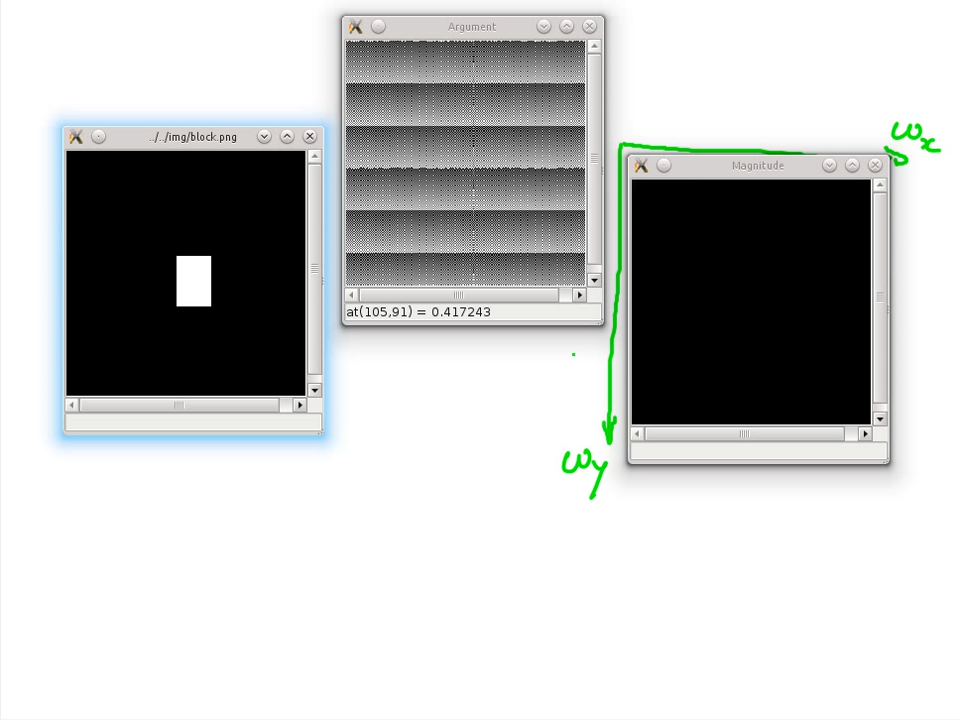 Argument
../../img/block.png
ωx
Magnitude
at(105,91) = 0.417243
ωy